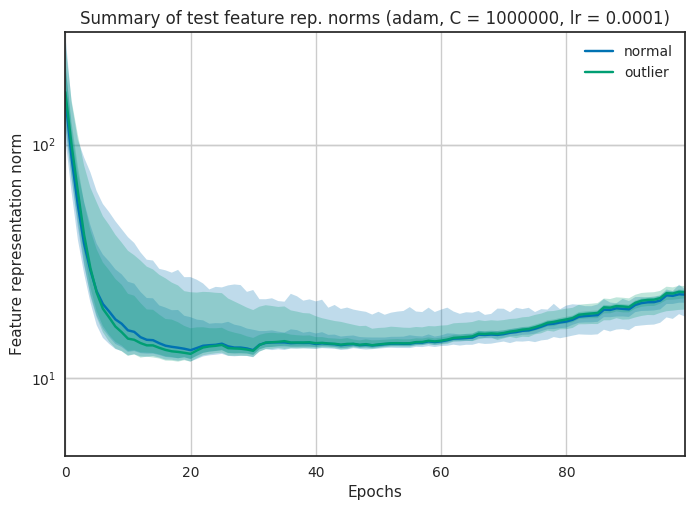 Summary of test feature rep. norms (adam, C = 1000000, lr = 0.0001)
normal
outlier
10²
10¹
Feature representation norm
0 20 40 60 80
Epochs